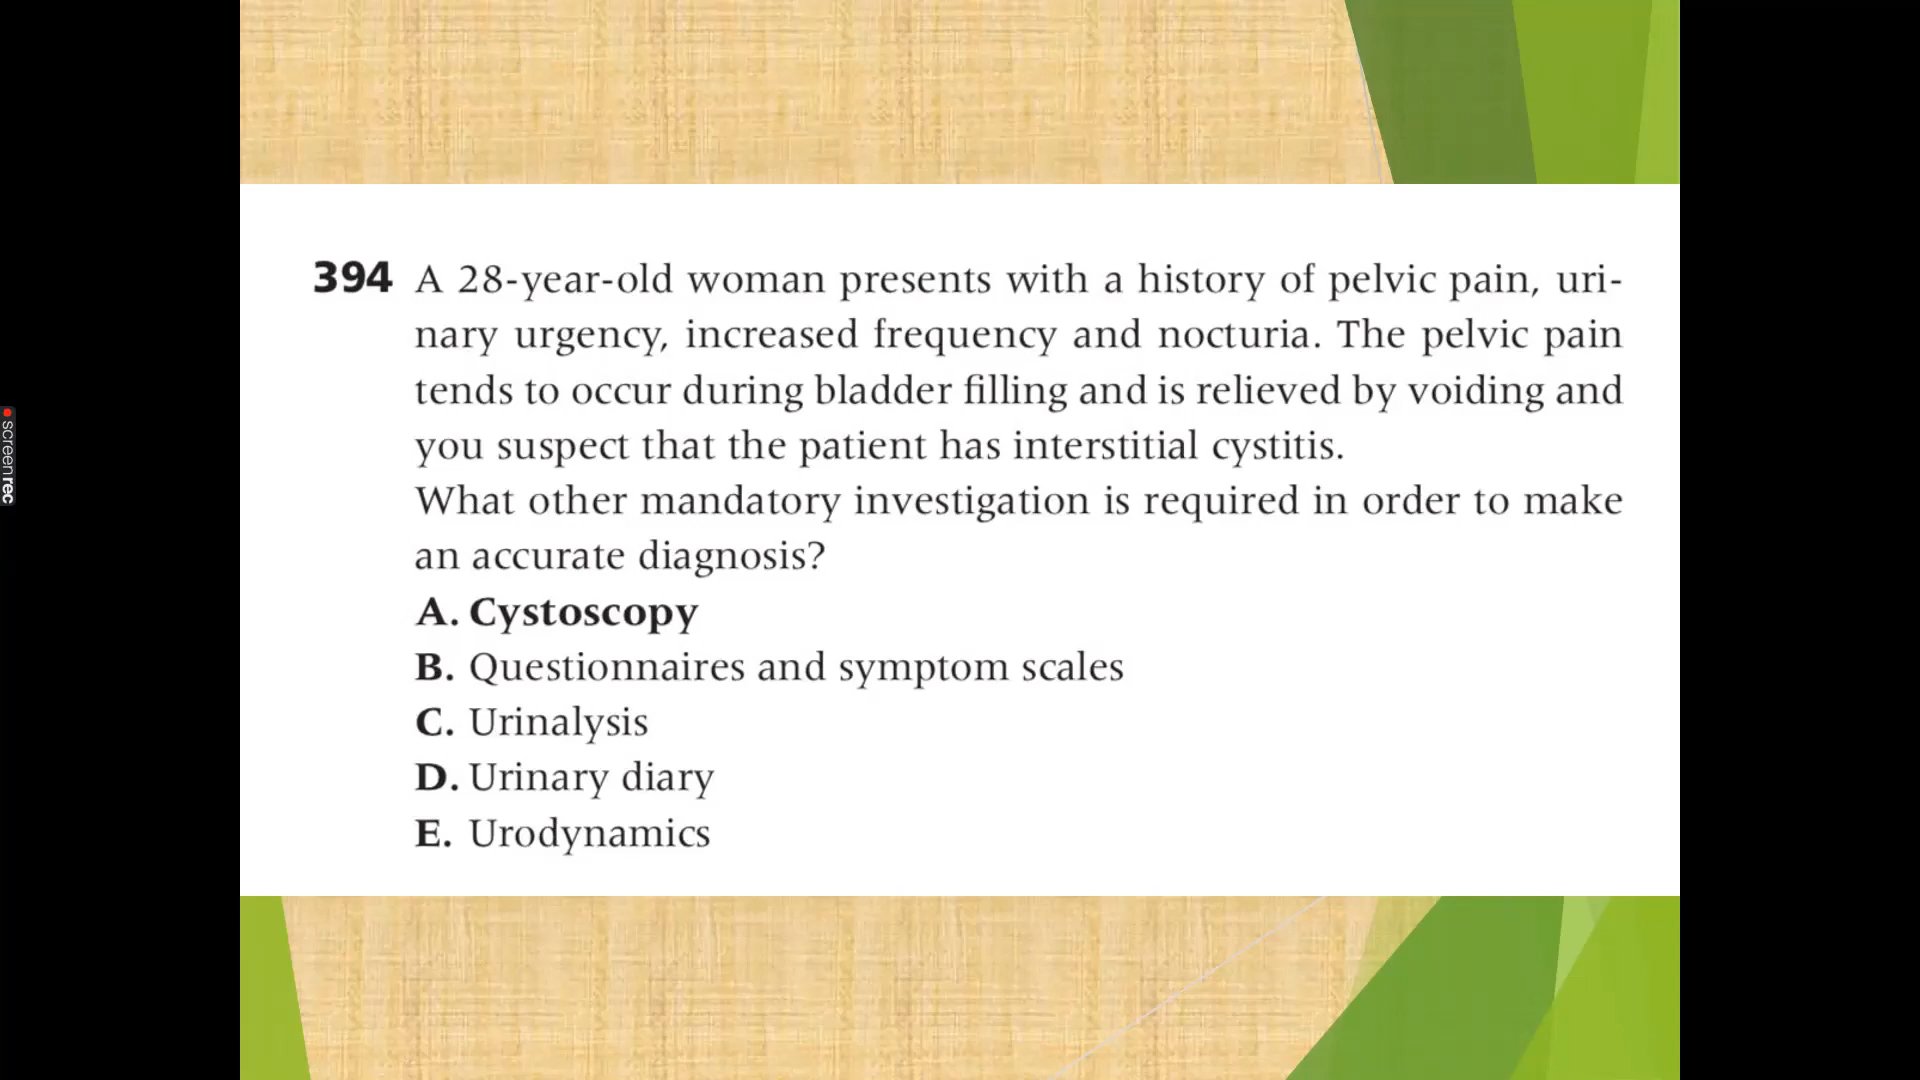 394 A 28-year-old woman presents with a history of pelvic pain, uri-
nary urgency, increased frequency and nocturia. The pelvic pain
tends to occur during bladder filling and is relieved by voiding and
you suspect that the patient has interstitial cystitis.
What other mandatory investigation is required in order to make
an accurate diagnosis?
A. Cystoscopy
B. Questionnaires and symptom scales
C. Urinalysis
D. Urinary diary
E. Urodynamics
screenrec